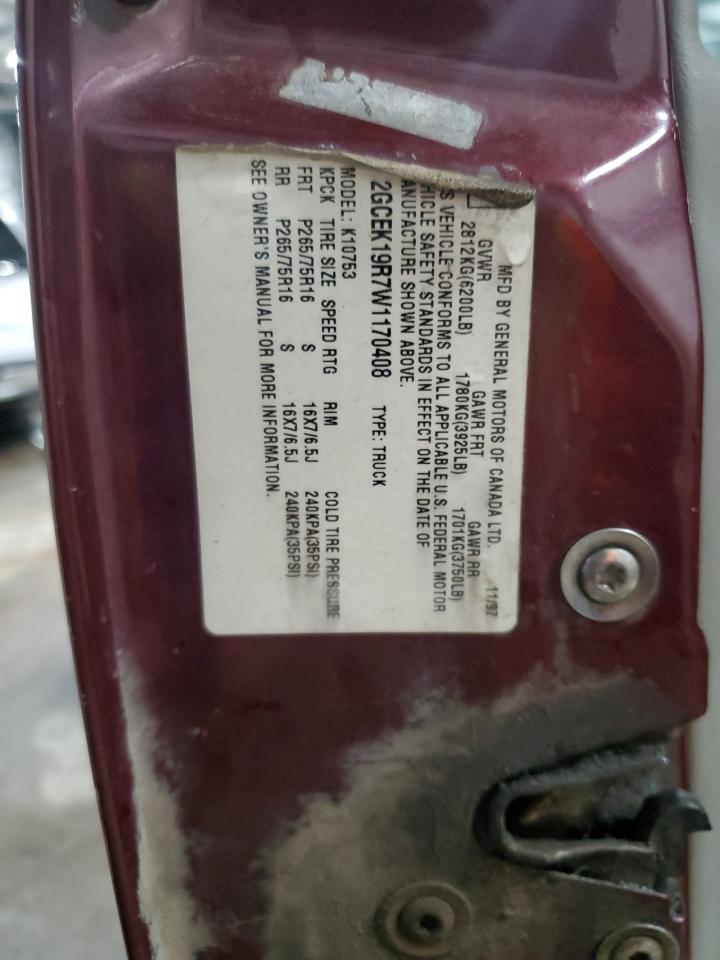 MFD BY GENERAL MOTORS OF CANADA LTD. 11/97
GVWR GAWR FRT GAWR RR
2812KG(6200LB) 1780KG(3925LB) 1701KG(3750LB)
S VEHICLE CONFORMS TO ALL APPLICABLE U.S. FEDERAL MOTOR
HICLE SAFETY STANDARDS IN EFFECT ON THE DATE OF
ANUFACTURE SHOWN ABOVE.
2GCEK19R7W1170408 TYPE: TRUCK
MODEL: K10753
KPCK TIRE SIZE SPEED RTG RIM COLD TIRE PRESSURE
FRT P265/75R16 S 16X7/6.5J 240KPA(35PSI)
RR P265/75R16 S 16X7/6.5J 240KPA(35PSI)
SEE OWNER'S MANUAL FOR MORE INFORMATION.